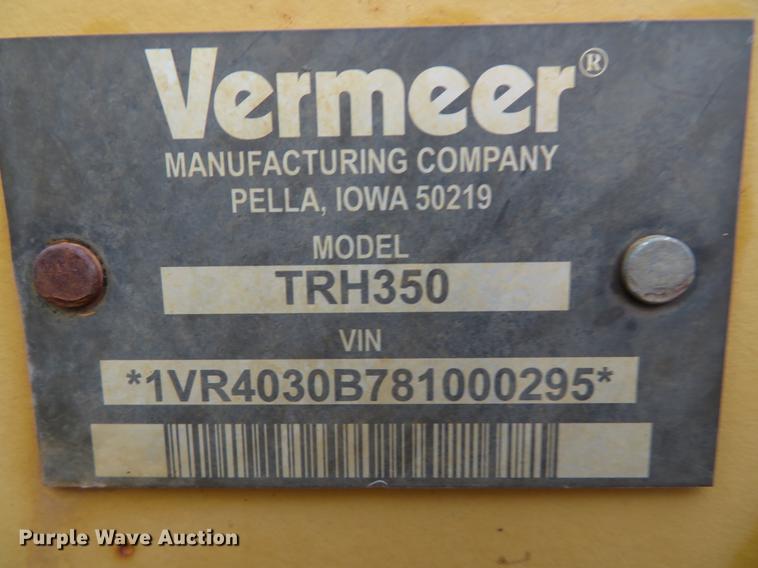 Vermeer®
MANUFACTURING COMPANY
PELLA, IOWA 50219
MODEL
TRH350
VIN
*1VR4030B781000295*
Purple Wave Auction